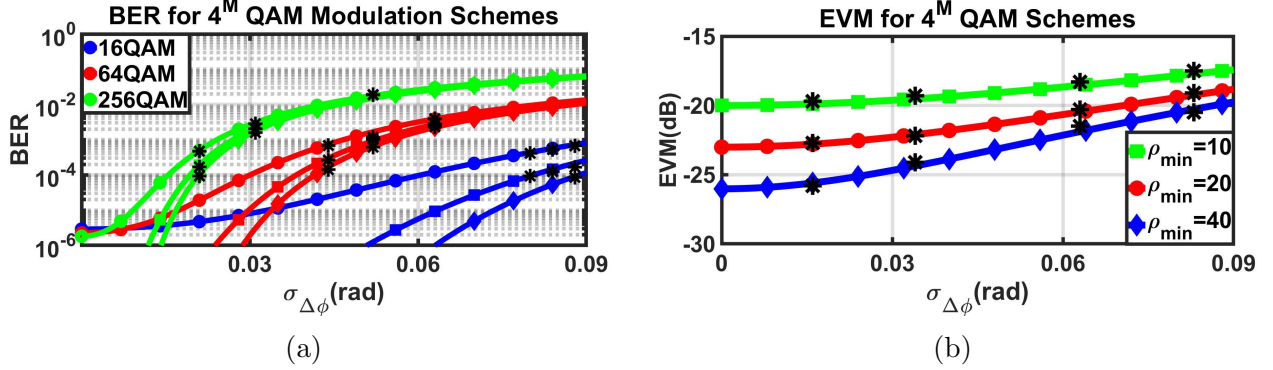 BER for 4^M QAM Modulation Schemes
10^0
10^-2
10^-4
10^-6
BER
16QAM
64QAM
256QAM
0.03
0.06
0.09
σ_Δϕ(rad)
(a)
EVM for 4^M QAM Schemes
-15
-20
-25
-30
EVM(dB)
ρ_min=10
ρ_min=20
ρ_min=40
0
0.03
0.06
0.09
σ_Δϕ(rad)
(b)